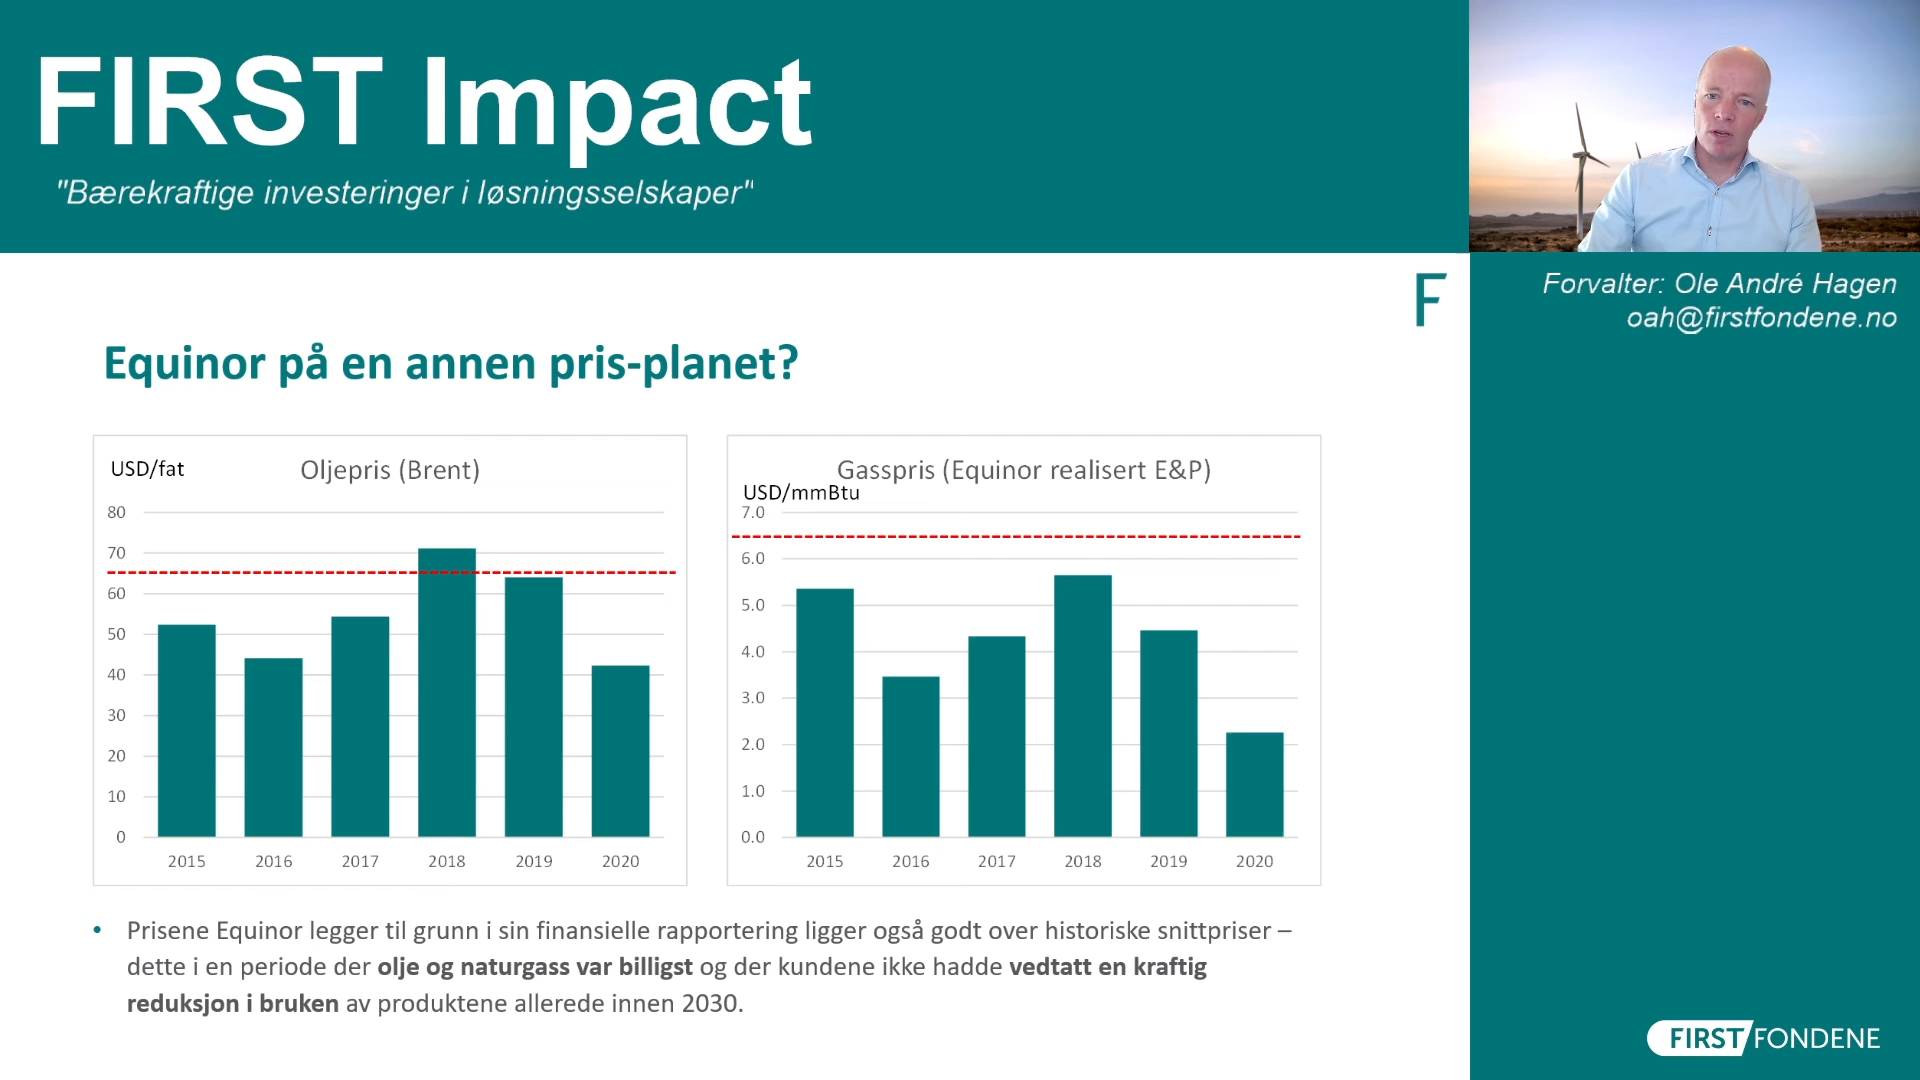 FIRST Impact
"Bærekraftige investeringer i løsningsselskaper"
Forvalter: Ole André Hagen
oah@firstfondene.no
F
Equinor på en annen pris-planet?
USD/fat
Oljepris (Brent)
80
70
60
50
40
30
20
10
0
2015 2016 2017 2018 2019 2020
Gasspris (Equinor realisert E&P)
USD/mmBtu
7.0
6.0
5.0
4.0
3.0
2.0
1.0
0.0
2015 2016 2017 2018 2019 2020
• Prisene Equinor legger til grunn i sin finansielle rapportering ligger også godt over historiske snittpriser –
dette i en periode der olje og naturgass var billigst og der kundene ikke hadde vedtatt en kraftig
reduksjon i bruken av produktene allerede innen 2030.
FIRST/FONDENE